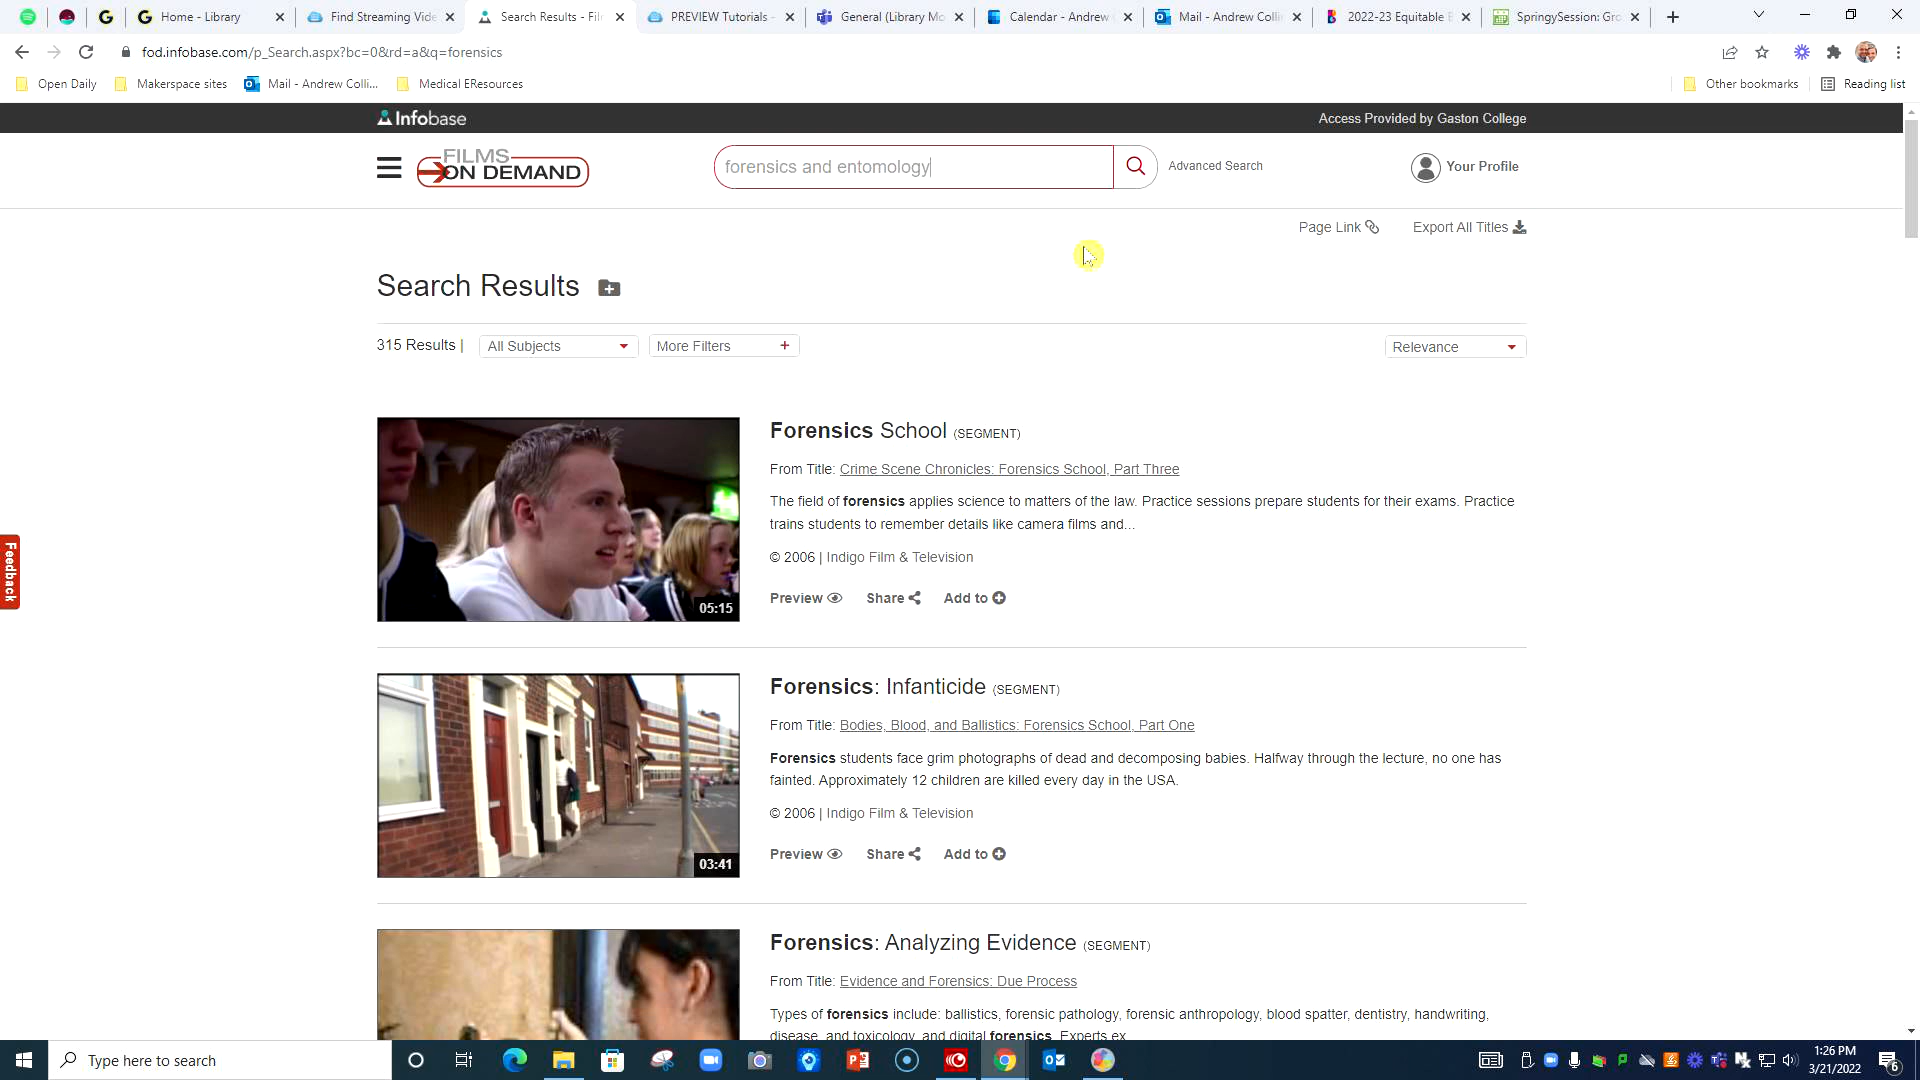 Home - Library
Find Streaming Vide
Search Results - Fil
PREVIEW Tutorials -
General (Library Mo
Calendar - Andrew
Mail - Andrew Collin
2022-23 Equitable
SpringySession: Gro
fod.infobase.com/p_Search.aspx?bc=0&rd=a&q=forensics
Open Daily
Makerspace sites
Mail - Andrew Colli...
Medical EResources
Other bookmarks
Reading list
Infobase
Access Provided by Gaston College
FILMS
ON DEMAND
forensics and entomology
Advanced Search
Your Profile
Page Link
Export All Titles
Search Results
315 Results |
All Subjects
More Filters +
Relevance
Forensics School (SEGMENT)
From Title: Crime Scene Chronicles: Forensics School, Part Three
The field of forensics applies science to matters of the law. Practice sessions prepare students for their exams. Practice
trains students to remember details like camera films and...
© 2006 | Indigo Film & Television
05:15
Preview
Share
Add to
Forensics: Infanticide (SEGMENT)
From Title: Bodies, Blood, and Ballistics: Forensics School, Part One
Forensics students face grim photographs of dead and decomposing babies. Halfway through the lecture, no one has
fainted. Approximately 12 children are killed every day in the USA.
© 2006 | Indigo Film & Television
03:41
Preview
Share
Add to
Forensics: Analyzing Evidence (SEGMENT)
From Title: Evidence and Forensics: Due Process
Types of forensics include: ballistics, forensic pathology, forensic anthropology, blood spatter, dentistry, handwriting,
disease, and toxicology, and digital forensics. Experts ex
Feedback
Type here to search
1:26 PM
3/21/2022
6